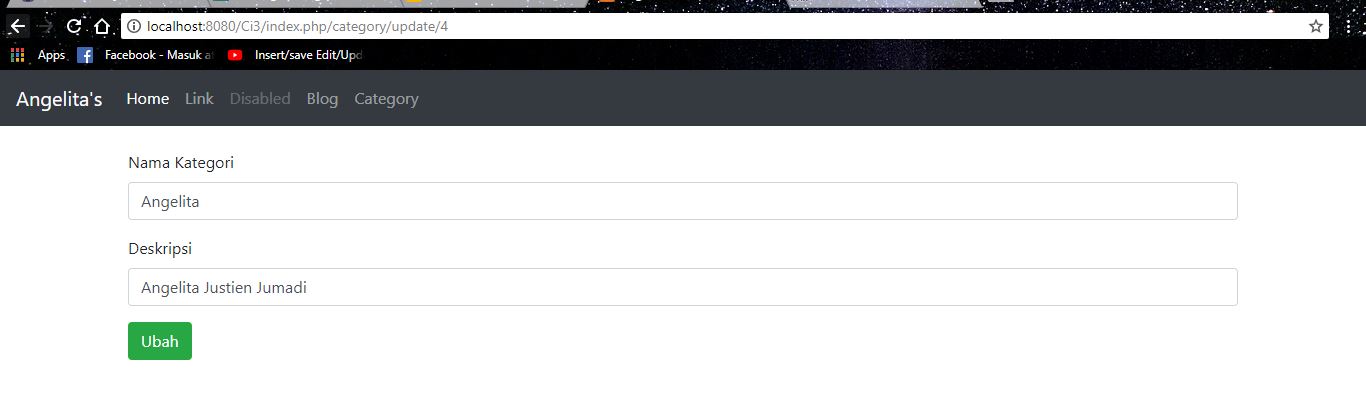 localhost:8080/Ci3/index.php/category/update/4
Apps Facebook - Masuk at Insert/save Edit/Upd
Angelita's Home Link Disabled Blog Category
Nama Kategori
Angelita
Deskripsi
Angelita Justien Jumadi
Ubah